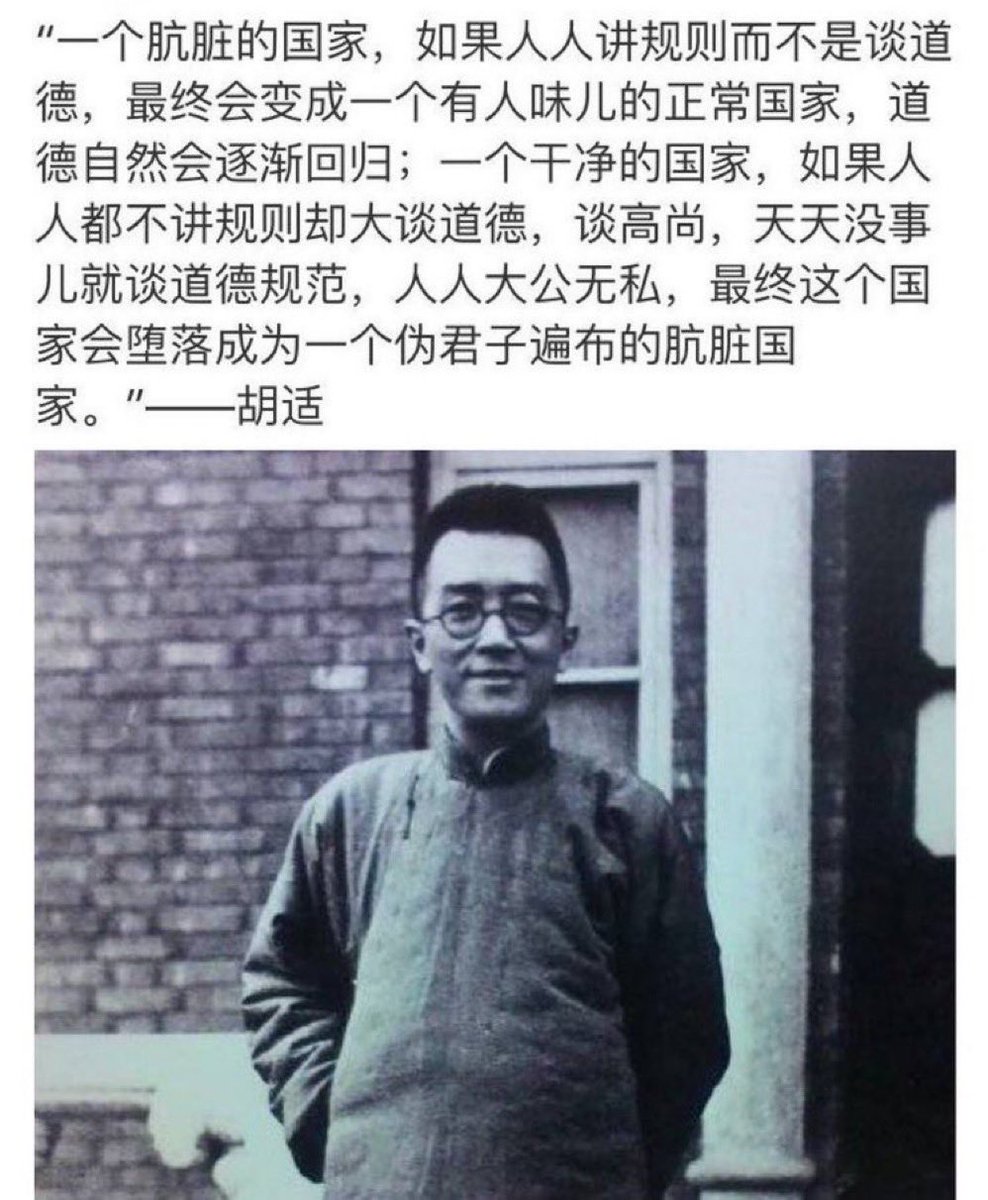 “一个肮脏的国家，如果人人讲规则而不是谈道
德，最终会变成一个有人味儿的正常国家，道
德自然会逐渐回归；一个干净的国家，如果人
人都不讲规则却大谈道德，谈高尚，天天没事
儿就谈道德规范，人人大公无私，最终这个国
家会堕落成为一个伪君子遍布的肮脏国
家。”——胡适